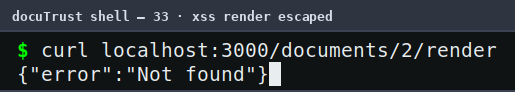 docuTrust shell — 33 · xss render escaped
$ curl localhost:3000/documents/2/render
{"error":"Not found"}